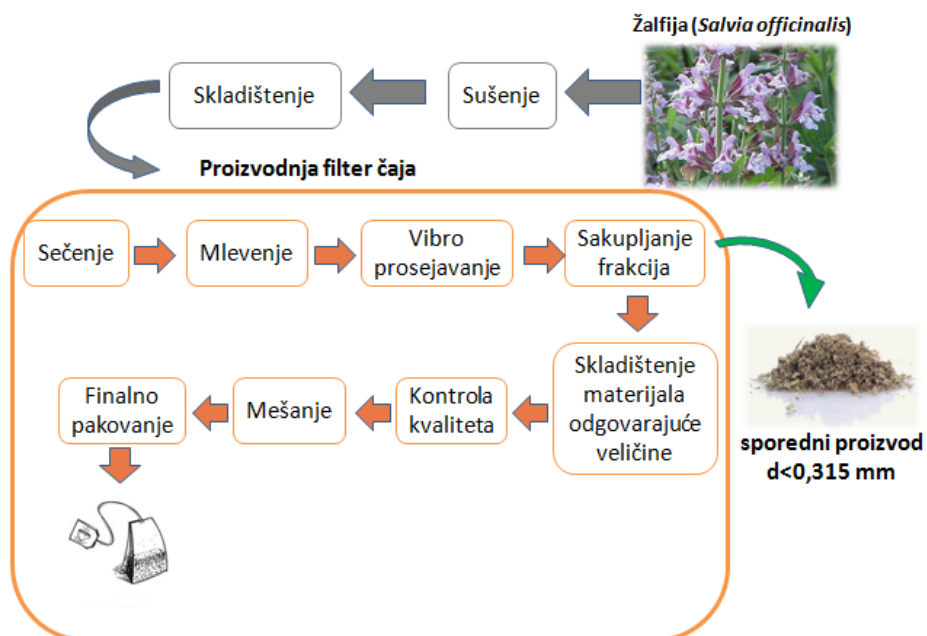 Žalfija (Salvia officinalis)
Skladištenje
Sušenje
Proizvodnja filter čaja
Sečenje
Mlevenje
Vibro
prosejavanje
Sakupljanje
frakcija
Skladištenje
materijala
odgovarajuće
veličine
Kontrola
kvaliteta
Mešanje
Finalno
pakovanje
sporedni proizvod
d<0,315 mm